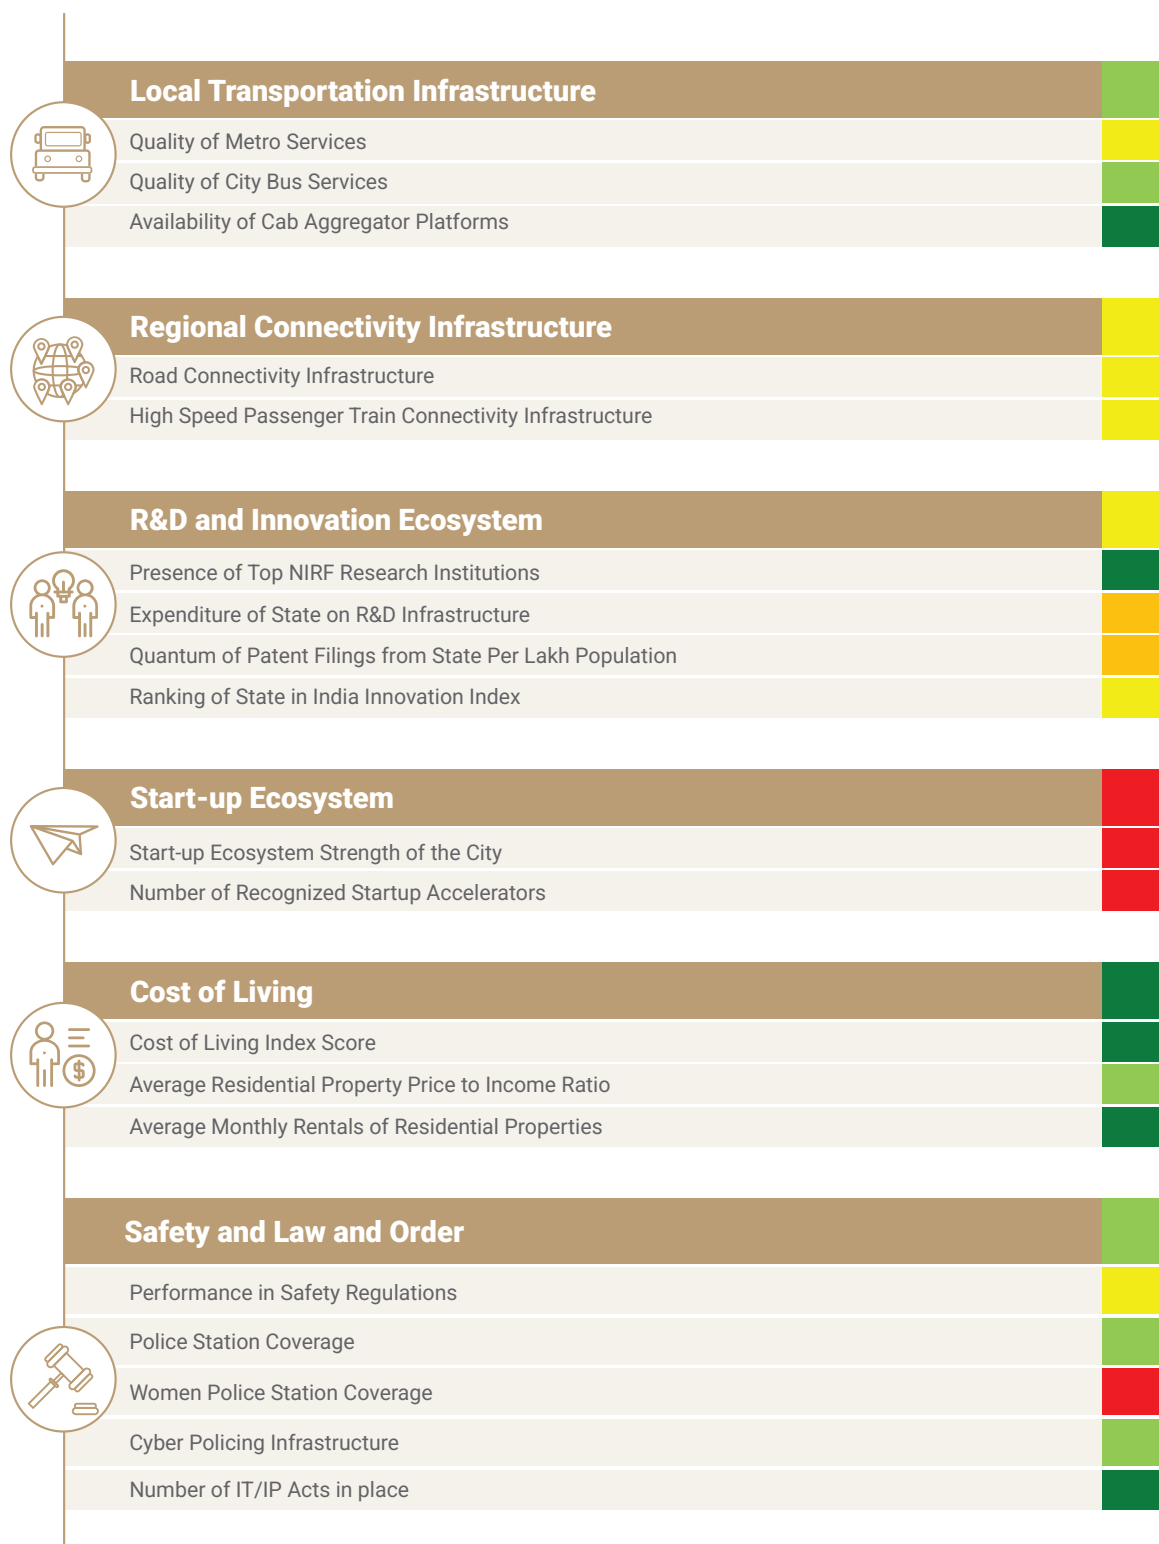 Local Transportation Infrastructure
Quality of Metro Services
Quality of City Bus Services
Availability of Cab Aggregator Platforms
Regional Connectivity Infrastructure
Road Connectivity Infrastructure
High Speed Passenger Train Connectivity Infrastructure
R&D and Innovation Ecosystem
Presence of Top NIRF Research Institutions
Expenditure of State on R&D Infrastructure
Quantum of Patent Filings from State Per Lakh Population
Ranking of State in India Innovation Index
Start-up Ecosystem
Start-up Ecosystem Strength of the City
Number of Recognized Startup Accelerators
Cost of Living
Cost of Living Index Score
Average Residential Property Price to Income Ratio
Average Monthly Rentals of Residential Properties
Safety and Law and Order
Performance in Safety Regulations
Police Station Coverage
Women Police Station Coverage
Cyber Policing Infrastructure
Number of IT/IP Acts in place